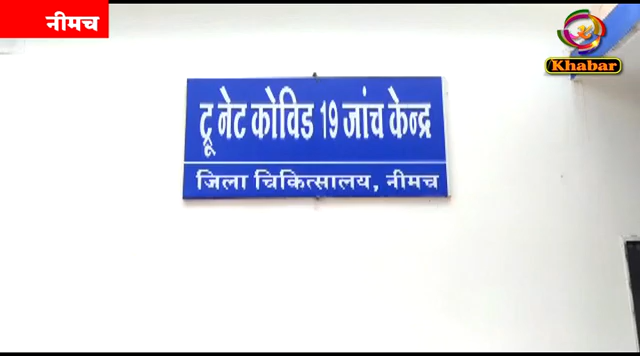 नीमच
Khabar
ट्रू नेट कोविड 19 जांच केन्द्र
जिला चिकित्सालय, नीमच